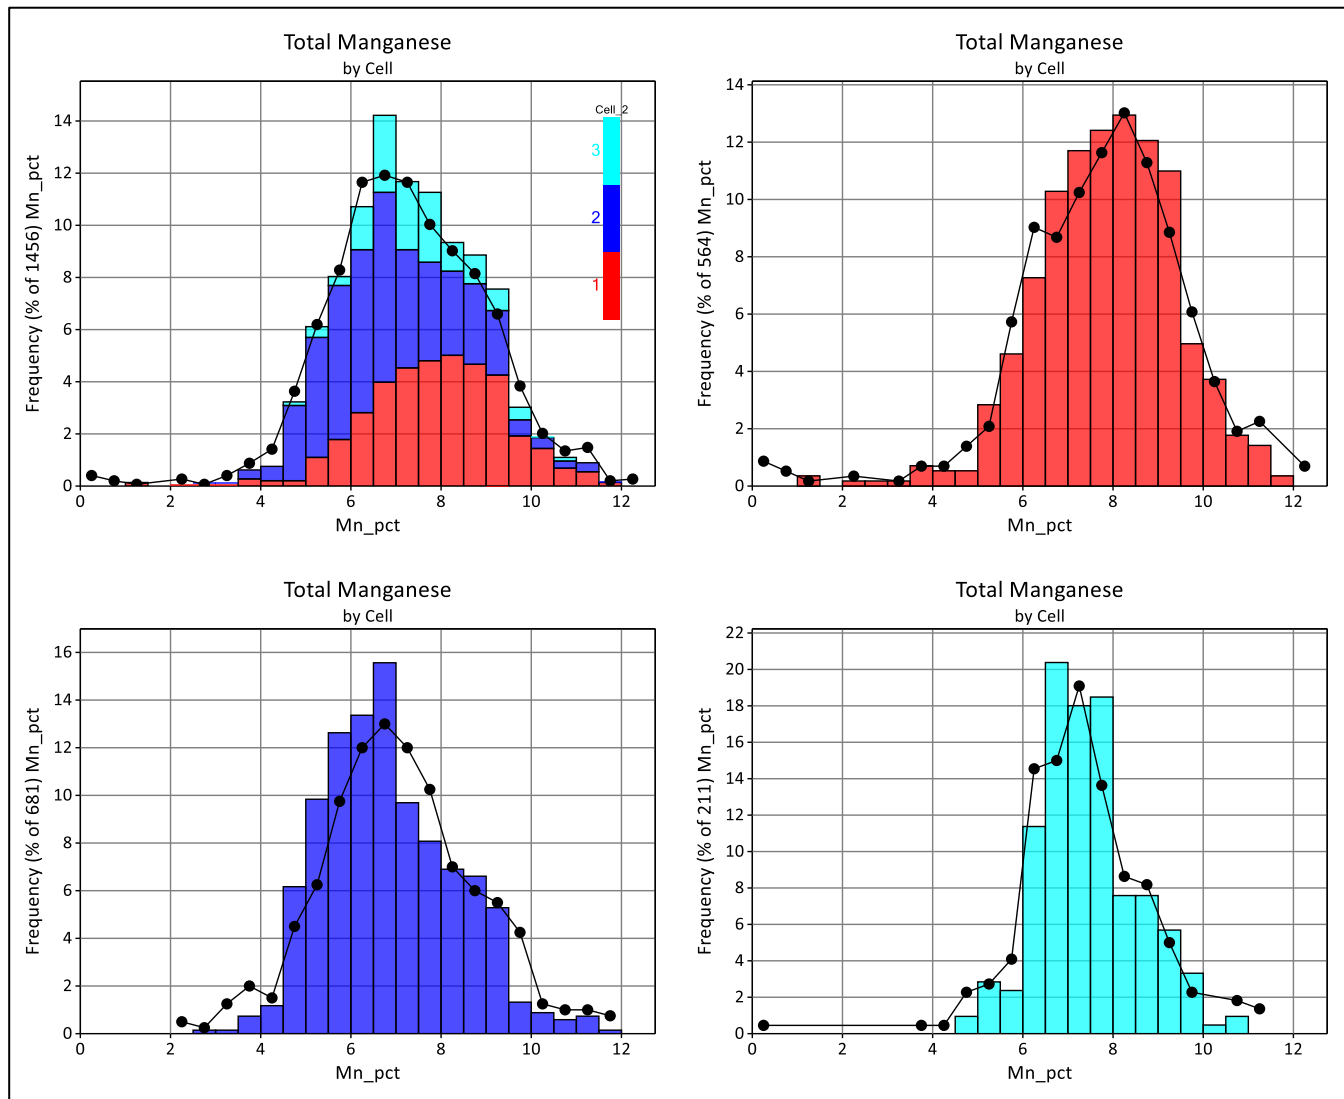 Total Manganese
by Cell
Frequency (% of 1456) Mn_pct
14
12
10
8
6
4
2
0
0 2 4 6 8 10 12
Mn_pct
Cell_2
3
2
1
Total Manganese
by Cell
Frequency (% of 564) Mn_pct
14
12
10
8
6
4
2
0
0 2 4 6 8 10 12
Mn_pct
Total Manganese
by Cell
Frequency (% of 681) Mn_pct
16
14
12
10
8
6
4
2
0
0 2 4 6 8 10 12
Mn_pct
Total Manganese
by Cell
Frequency (% of 211) Mn_pct
22
20
18
16
14
12
10
8
6
4
2
0
0 2 4 6 8 10 12
Mn_pct